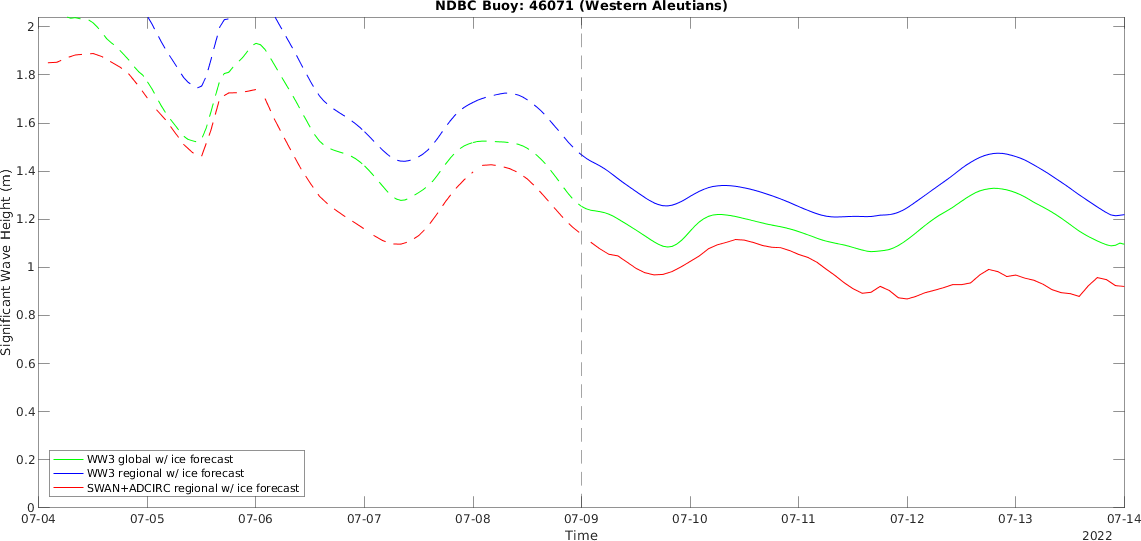 NDBC Buoy: 46071 (Western Aleutians)
2
1.8
1.6
1.4
1.2
1
0.8
0.6
0.4
0.2
0
Significant Wave Height (m)
WW3 global w/ ice forecast
WW3 regional w/ ice forecast
SWAN+ADCIRC regional w/ ice forecast
07-04 07-05 07-06 07-07 07-08 07-09 07-10 07-11 07-12 07-13 07-14
Time
2022